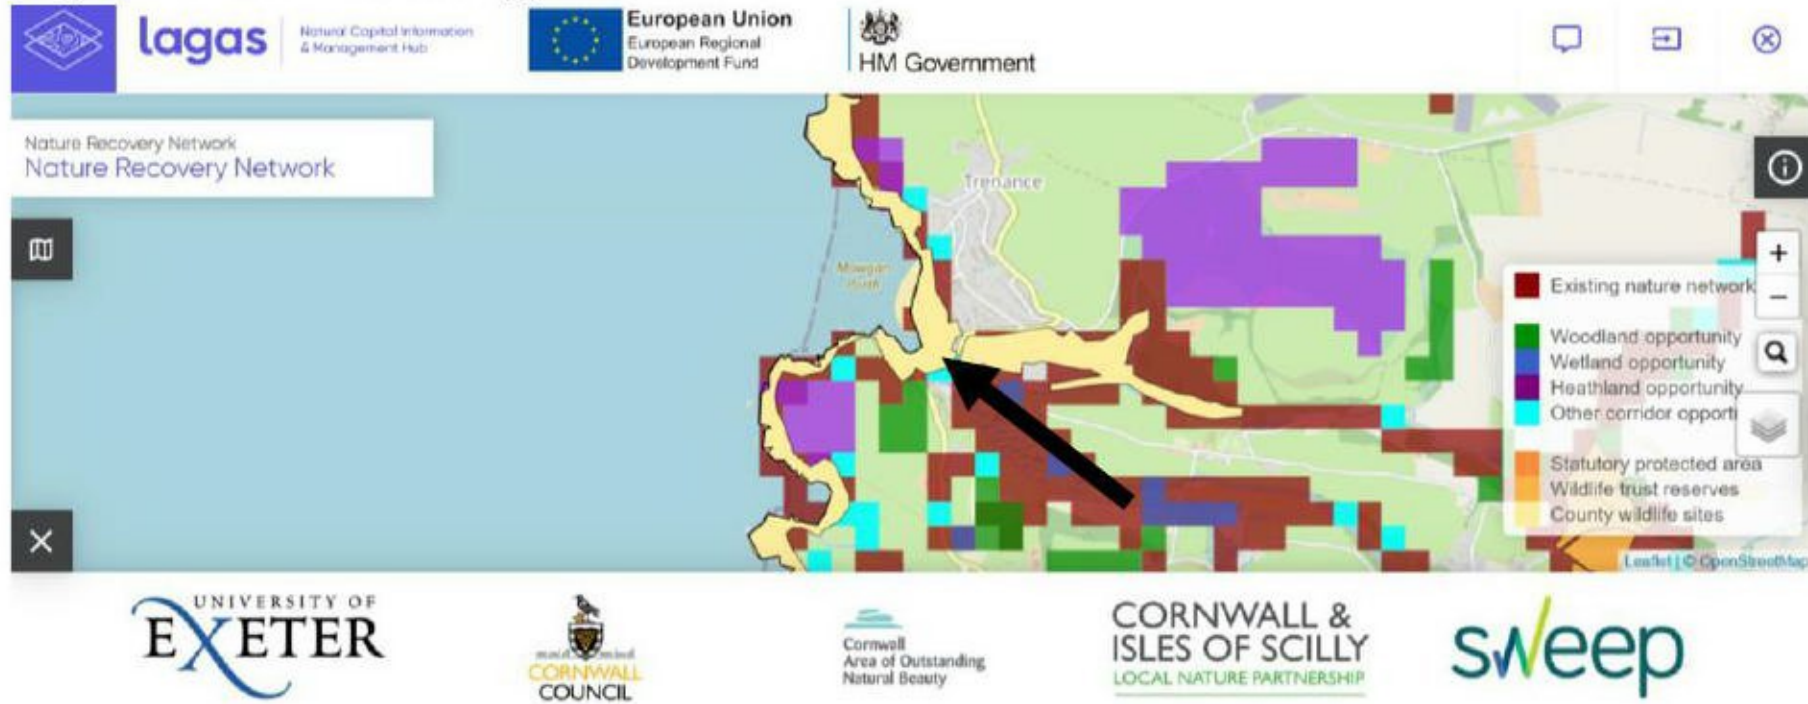 lagas
Natural Capital Information
& Management Hub
European Union
European Regional
Development Fund
HM Government
Nature Recovery Network
Nature Recovery Network
Trenance
Mawgan
Porth
Existing nature network
Woodland opportunity
Wetland opportunity
Heathland opportunity
Other corridor opporti
Statutory protected area
Wildlife trust reserves
County wildlife sites
+
−
Leaflet | © OpenStreetMap
UNIVERSITY OF
EXETER
CORNWALL
COUNCIL
Cornwall
Area of Outstanding
Natural Beauty
CORNWALL &
ISLES OF SCILLY
LOCAL NATURE PARTNERSHIP
sweep